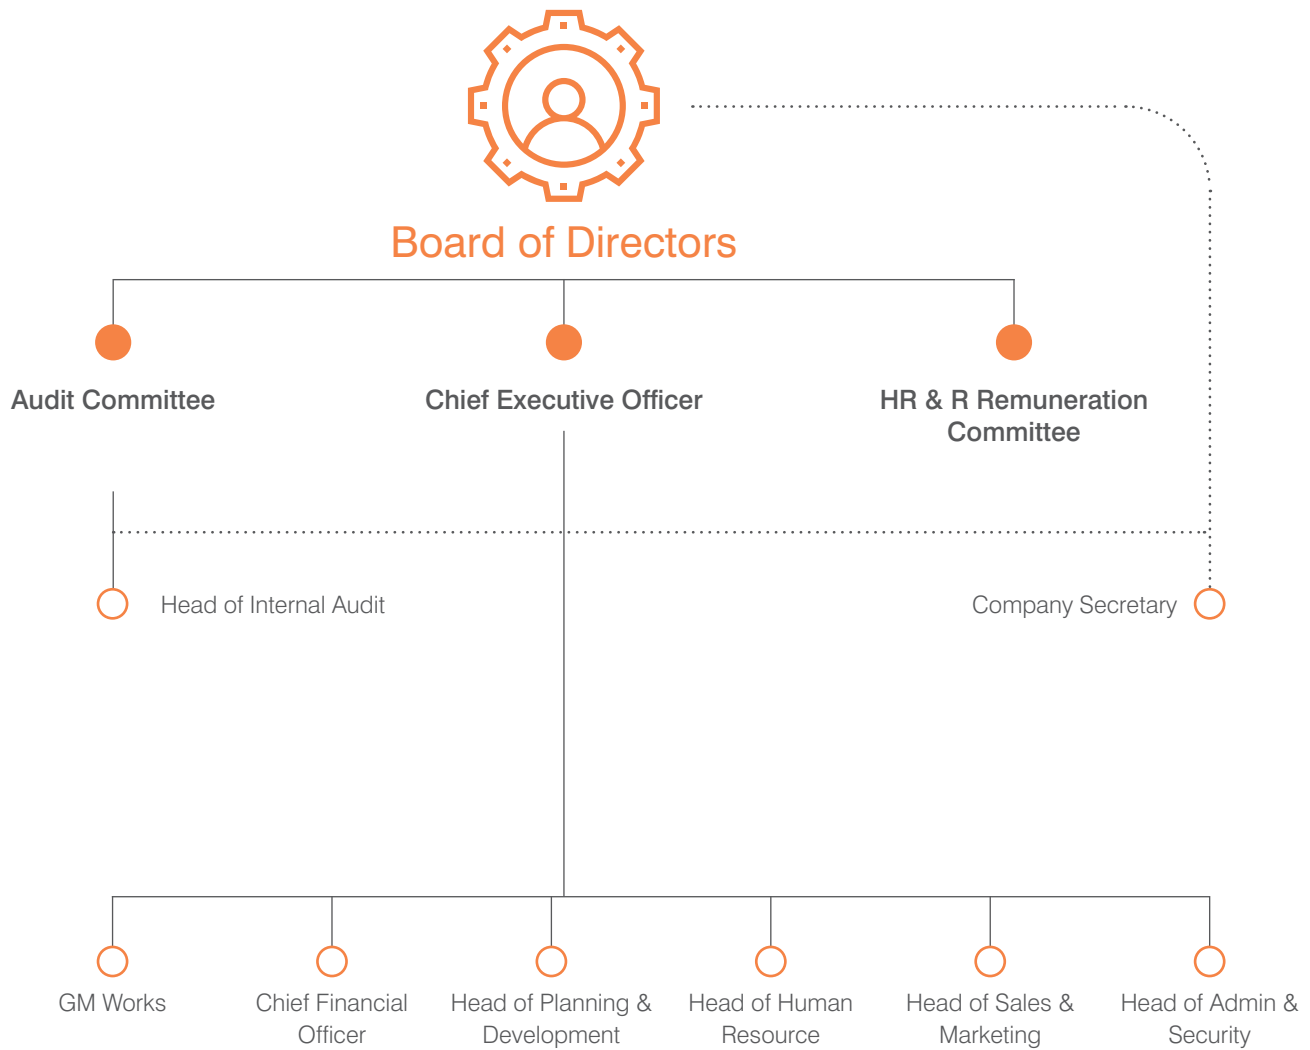 Board of Directors
Audit Committee
Chief Executive Officer
HR & R Remuneration
Committee
Head of Internal Audit
Company Secretary
GM Works
Chief Financial
Officer
Head of Planning &
Development
Head of Human
Resource
Head of Sales &
Marketing
Head of Admin &
Security